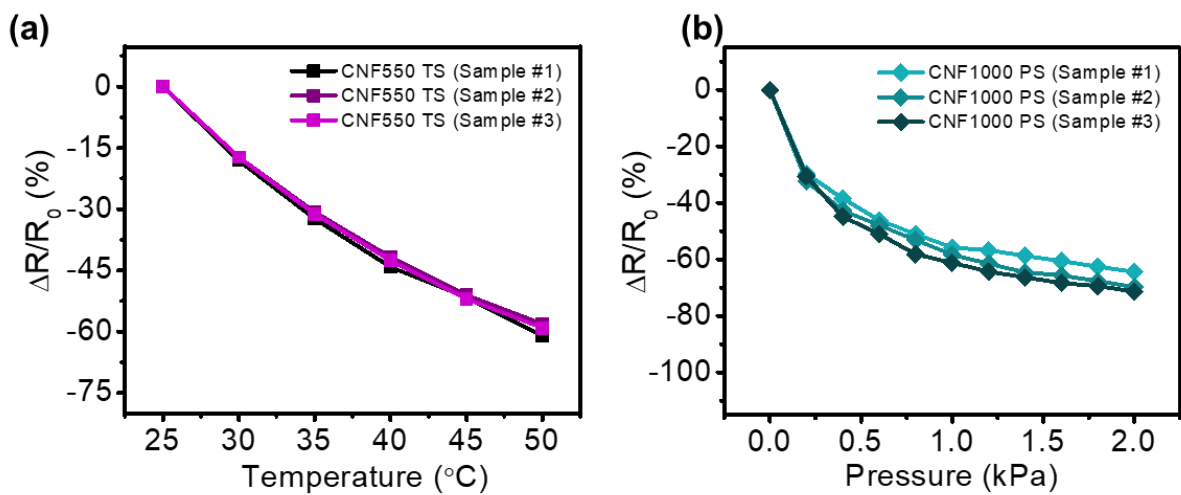 (a)
CNF550 TS (Sample #1)
CNF550 TS (Sample #2)
CNF550 TS (Sample #3)
0
-15
-30
-45
-60
-75
ΔR/R₀ (%)
25 30 35 40 45 50
Temperature (°C)
(b)
CNF1000 PS (Sample #1)
CNF1000 PS (Sample #2)
CNF1000 PS (Sample #3)
0
-20
-40
-60
-80
-100
ΔR/R₀ (%)
0.0 0.5 1.0 1.5 2.0
Pressure (kPa)